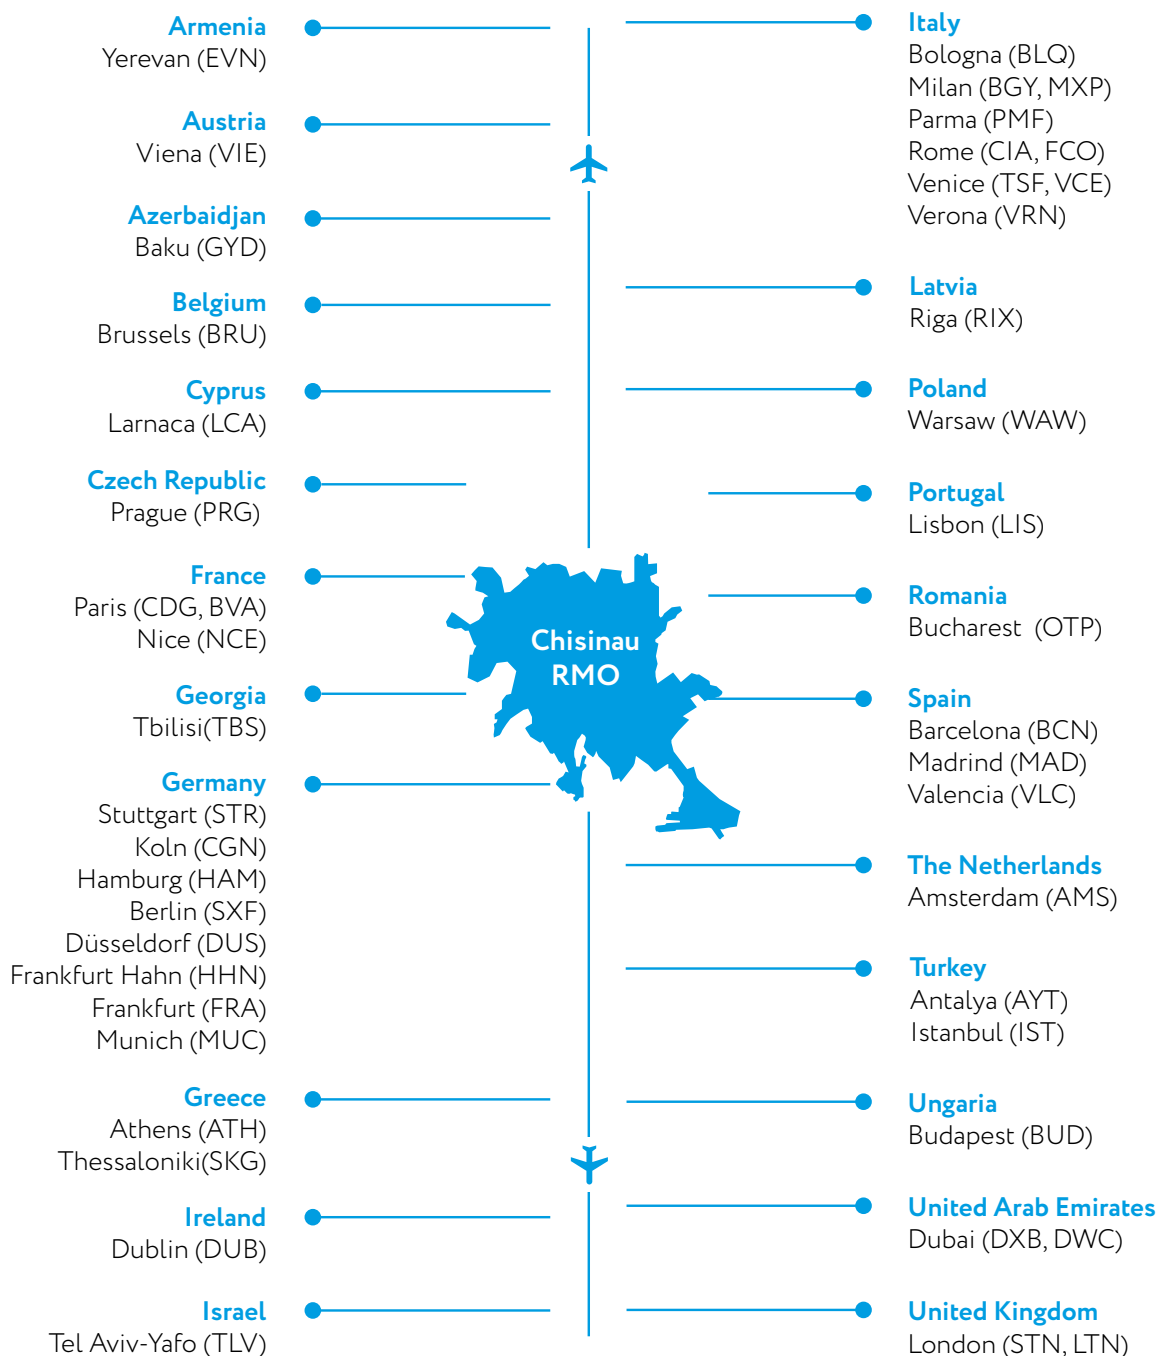 Armenia
Yerevan (EVN)
Austria
Viena (VIE)
Azerbaidjan
Baku (GYD)
Belgium
Brussels (BRU)
Cyprus
Larnaca (LCA)
Czech Republic
Prague (PRG)
France
Paris (CDG, BVA)
Nice (NCE)
Georgia
Tbilisi(TBS)
Germany
Stuttgart (STR)
Koln (CGN)
Hamburg (HAM)
Berlin (SXF)
Düsseldorf (DUS)
Frankfurt Hahn (HHN)
Frankfurt (FRA)
Munich (MUC)
Greece
Athens (ATH)
Thessaloniki(SKG)
Ireland
Dublin (DUB)
Israel
Tel Aviv-Yafo (TLV)
Chisinau
RMO
Italy
Bologna (BLQ)
Milan (BGY, MXP)
Parma (PMF)
Rome (CIA, FCO)
Venice (TSF, VCE)
Verona (VRN)
Latvia
Riga (RIX)
Poland
Warsaw (WAW)
Portugal
Lisbon (LIS)
Romania
Bucharest (OTP)
Spain
Barcelona (BCN)
Madrind (MAD)
Valencia (VLC)
The Netherlands
Amsterdam (AMS)
Turkey
Antalya (AYT)
Istanbul (IST)
Ungaria
Budapest (BUD)
United Arab Emirates
Dubai (DXB, DWC)
United Kingdom
London (STN, LTN)